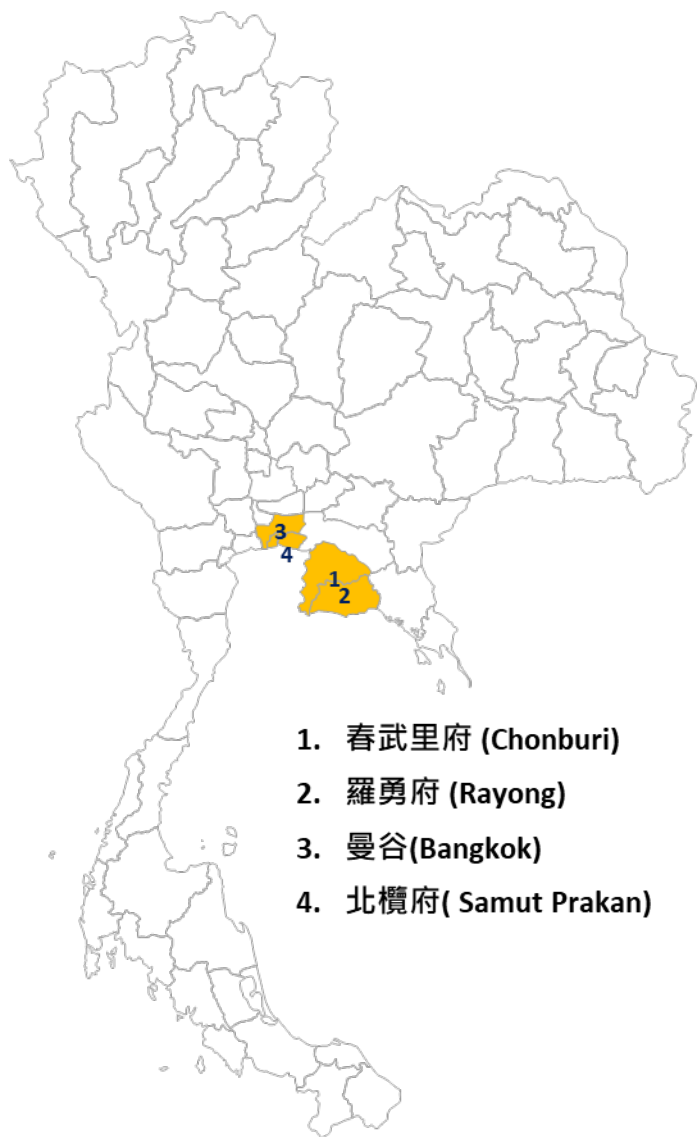 3
4
1
2
1. 春武里府 (Chonburi)
2. 羅勇府 (Rayong)
3. 曼谷(Bangkok)
4. 北欖府( Samut Prakan)